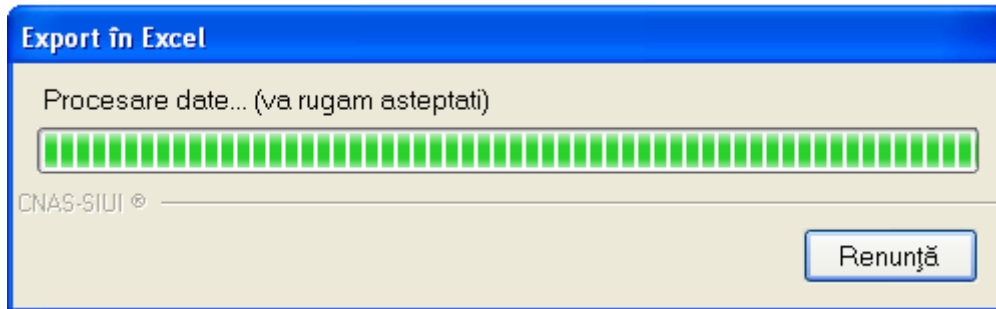 Export în Excel
Procesare date... (va rugam asteptati)
CNAS-SIUI ®
Renunţă